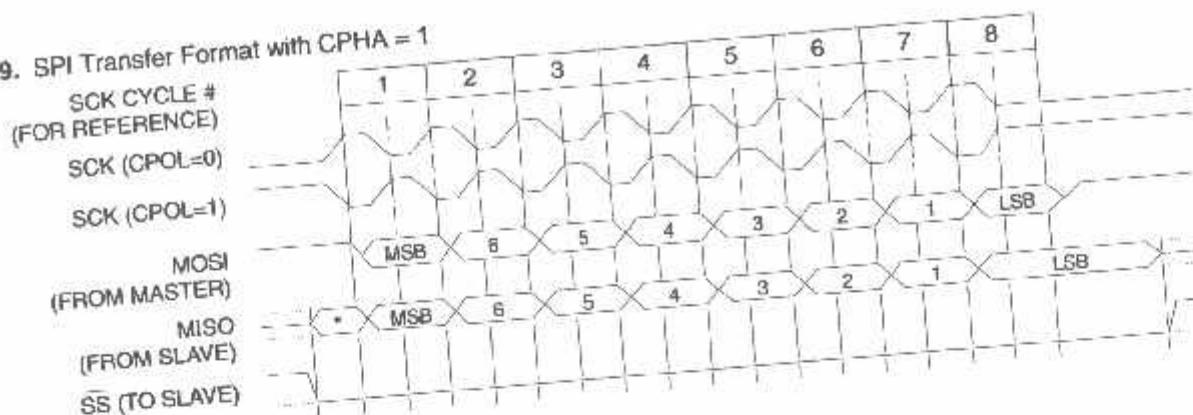 9. SPI Transfer Format with CPHA = 1
SCK CYCLE #
(FOR REFERENCE)
1 2 3 4 5 6 7 8
SCK (CPOL=0)
SCK (CPOL=1)
MOSI
(FROM MASTER)
MSB 6 5 4 3 2 1 LSB
MISO
(FROM SLAVE)
* MSB 6 5 4 3 2 1 LSB
SS (TO SLAVE)